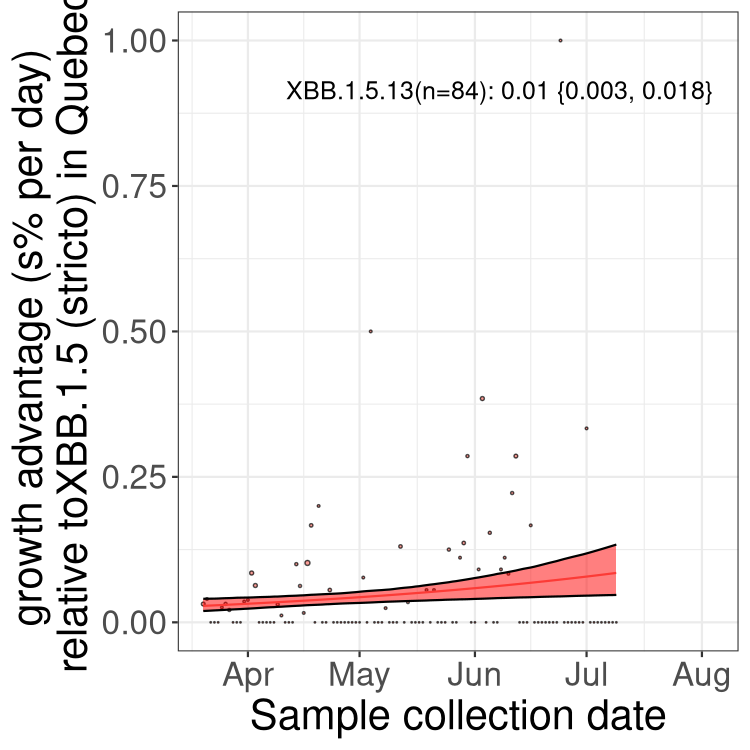 growth advantage (s% per day)
relative toXBB.1.5 (stricto) in Quebec
1.00
0.75
0.50
0.25
0.00
XBB.1.5.13(n=84): 0.01 {0.003, 0.018}
Apr May Jun Jul Aug
Sample collection date